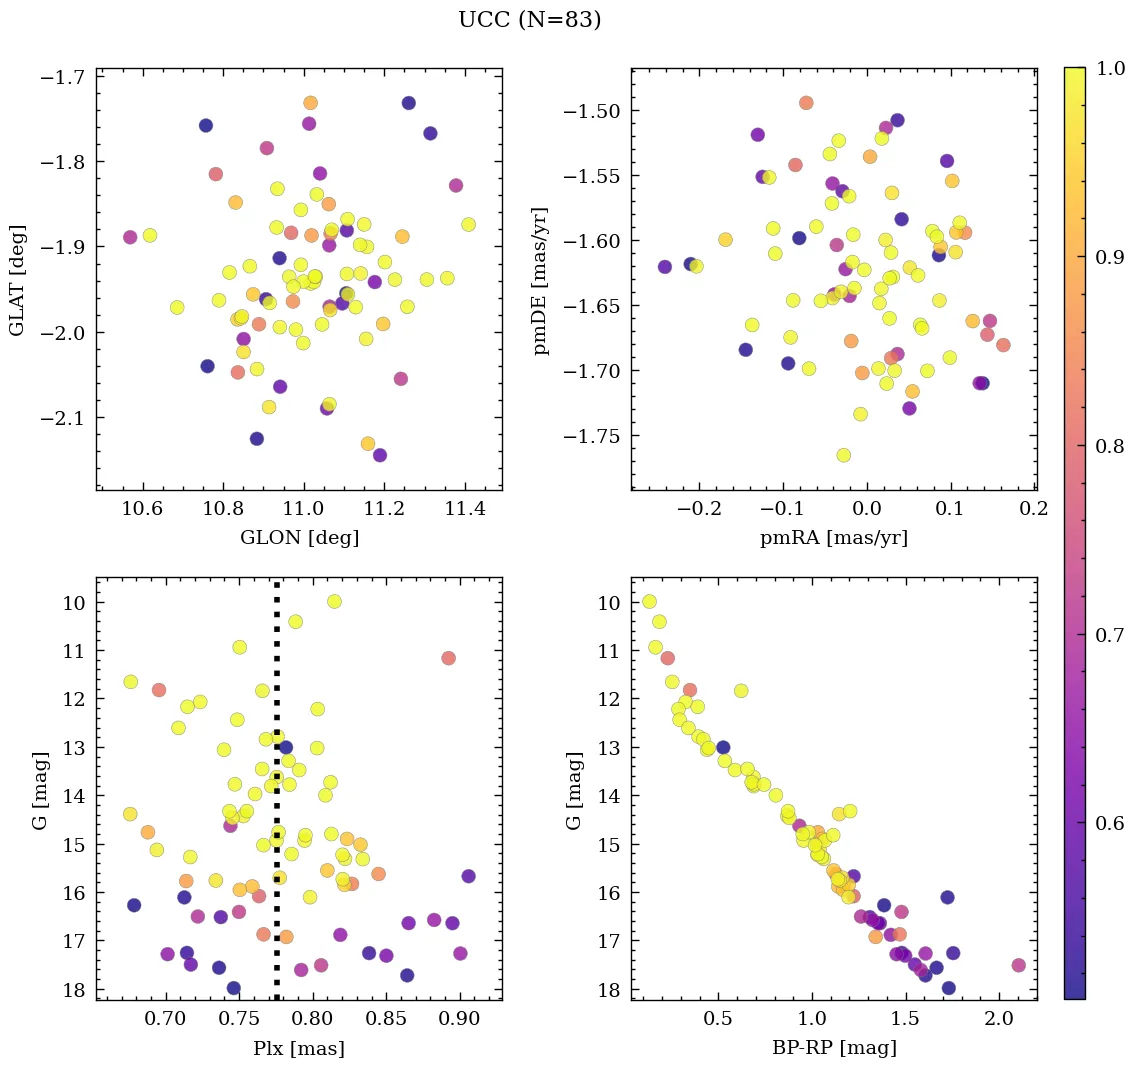 UCC (N=83)
−1.7
−1.8
−1.9
−2.0
−2.1
GLAT [deg]
10.6 10.8 11.0 11.2 11.4
GLON [deg]
−1.50
−1.55
−1.60
−1.65
−1.70
−1.75
pmDE [mas/yr]
−0.2 −0.1 0.0 0.1 0.2
pmRA [mas/yr]
10
11
12
13
14
15
16
17
18
G [mag]
0.70 0.75 0.80 0.85 0.90
Plx [mas]
10
11
12
13
14
15
16
17
18
G [mag]
0.5 1.0 1.5 2.0
BP-RP [mag]
1.0
0.9
0.8
0.7
0.6